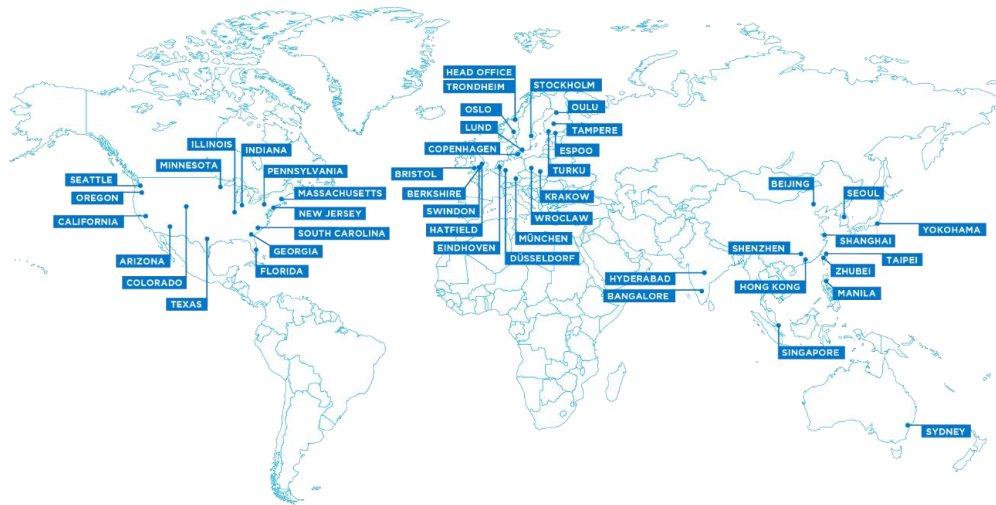 HEAD OFFICE
TRONDHEIM
STOCKHOLM
OSLO
OULU
LUND
TAMPERE
COPENHAGEN
ESPOO
TURKU
ILLINOIS
INDIANA
MINNESOTA
PENNSYLVANIA
SEATTLE
MASSACHUSETTS
OREGON
NEW JERSEY
CALIFORNIA
SOUTH CAROLINA
GEORGIA
ARIZONA
FLORIDA
COLORADO
TEXAS
BRISTOL
BERKSHIRE
KRAKOW
SWINDON
WROCLAW
HATFIELD
MÜNCHEN
EINDHOVEN
DÜSSELDORF
BEIJING
SEOUL
YOKOHAMA
SHANGHAI
SHENZHEN
TAIPEI
ZHUBEI
HONG KONG
MANILA
HYDERABAD
BANGALORE
SINGAPORE
SYDNEY